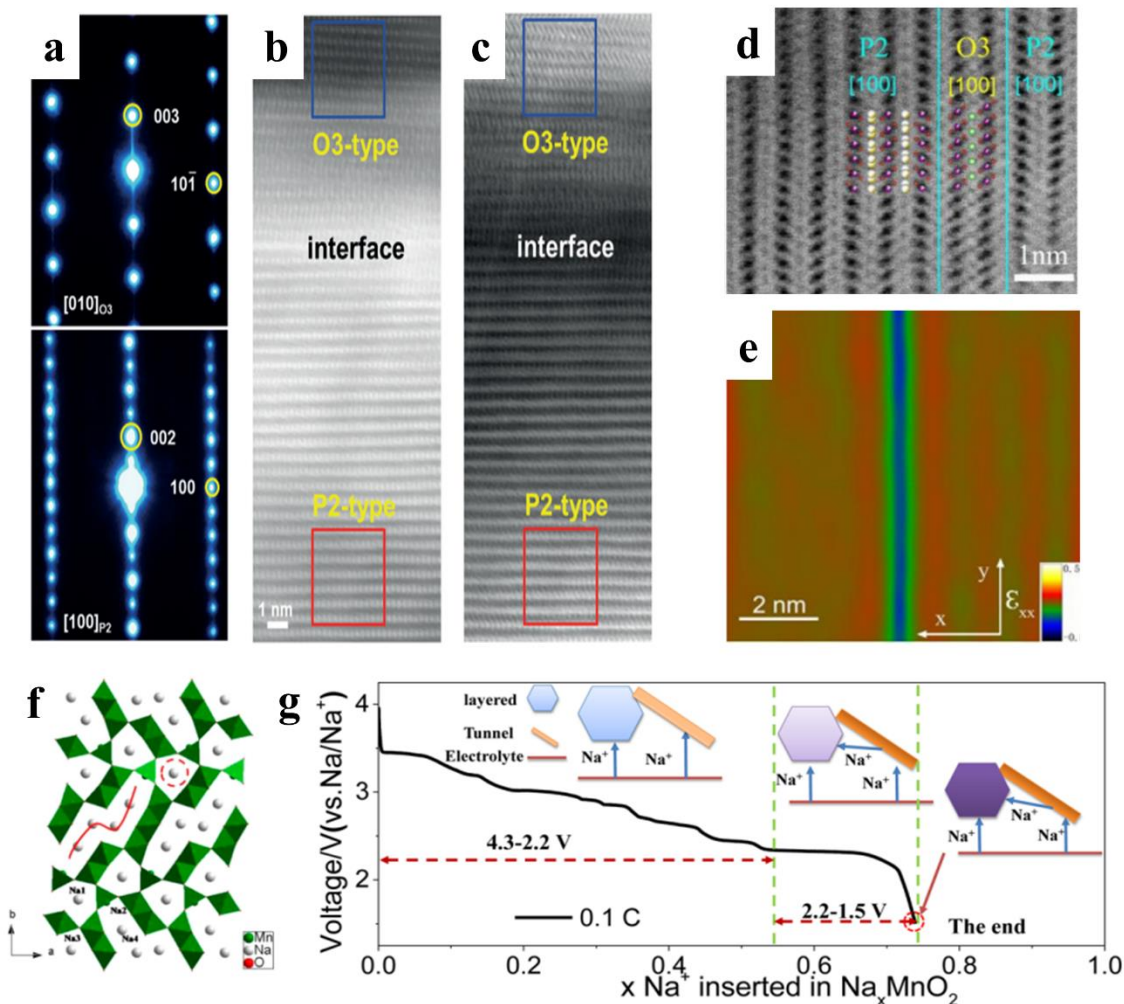 a
003
101̄
[010]O3
002
100
[100]P2
b
O3-type
interface
P2-type
1 nm
c
O3-type
interface
P2-type
d
P2
O3
P2
[100]
[100]
[100]
1nm
e
2 nm
y
x
εxx
0.5
f
Na1
Na2
Na3
Na4
b
a
Mn
Na
O
g
Voltage/V(vs.Na/Na+)
4
3
2
layered
Tunnel
Electrolyte
Na+
Na+
Na+
Na+
Na+
Na+
Na+
Na+
4.3-2.2 V
2.2-1.5 V
0.1 C
The end
0.0
0.2
0.4
0.6
0.8
1.0
x Na+ inserted in NaxMnO2